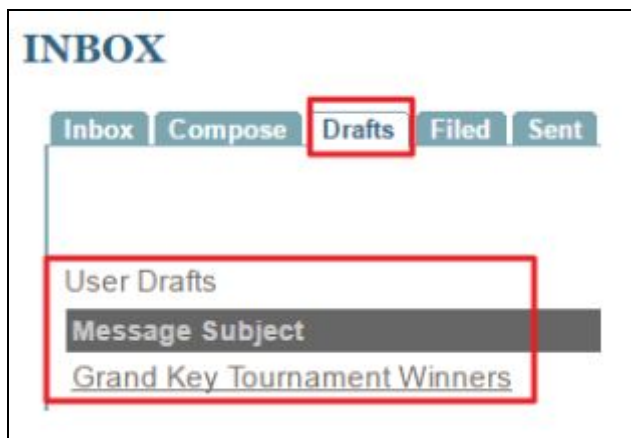 INBOX
Inbox Compose Drafts Filed Sent
User Drafts
Message Subject
Grand Key Tournament Winners